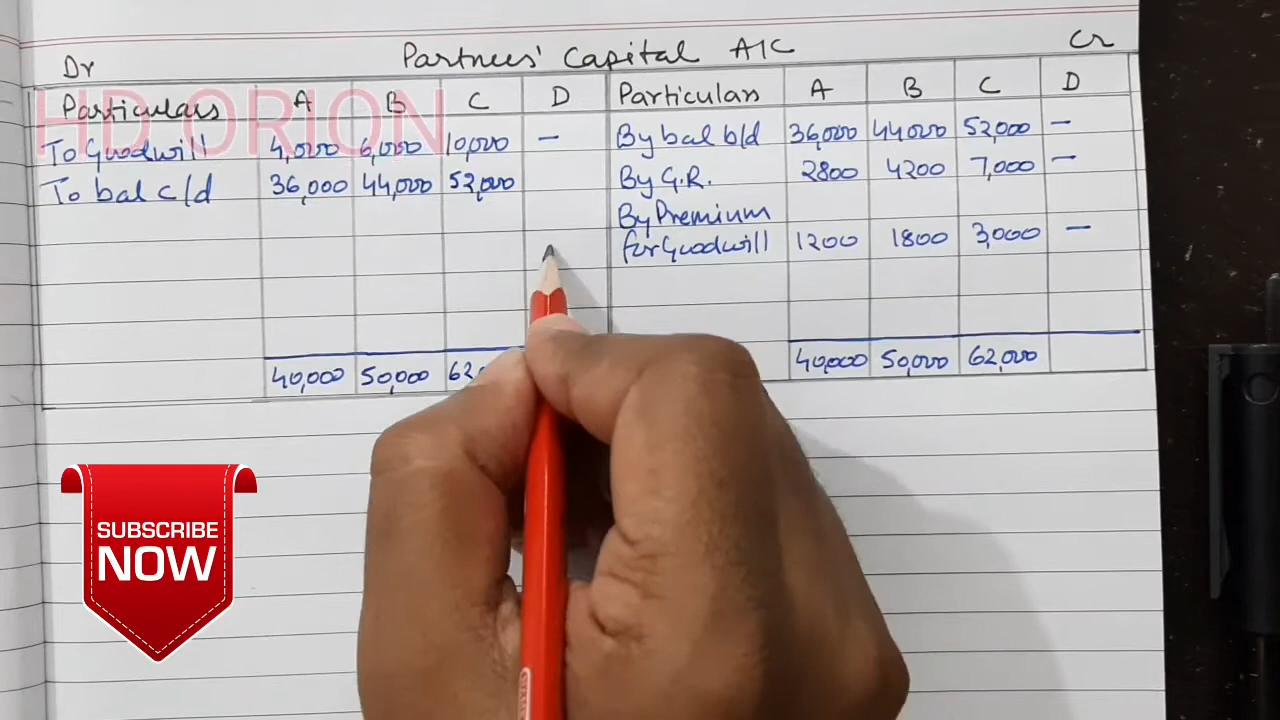 Dr Partners' Capital A/C Cr
Particulars A B C D Particulars A B C D
HD ORION
To Goodwill 4,000 6,000 10,000 — By bal b/d 36,000 44,000 52,000 —
To bal c/d 36,000 44,000 52,000 By G.R. 2800 4200 7,000 —
By Premium
for Goodwill 1200 1800 3,000 —
40,000 50,000 62, 40,000 50,000 62,000
SUBSCRIBE
NOW